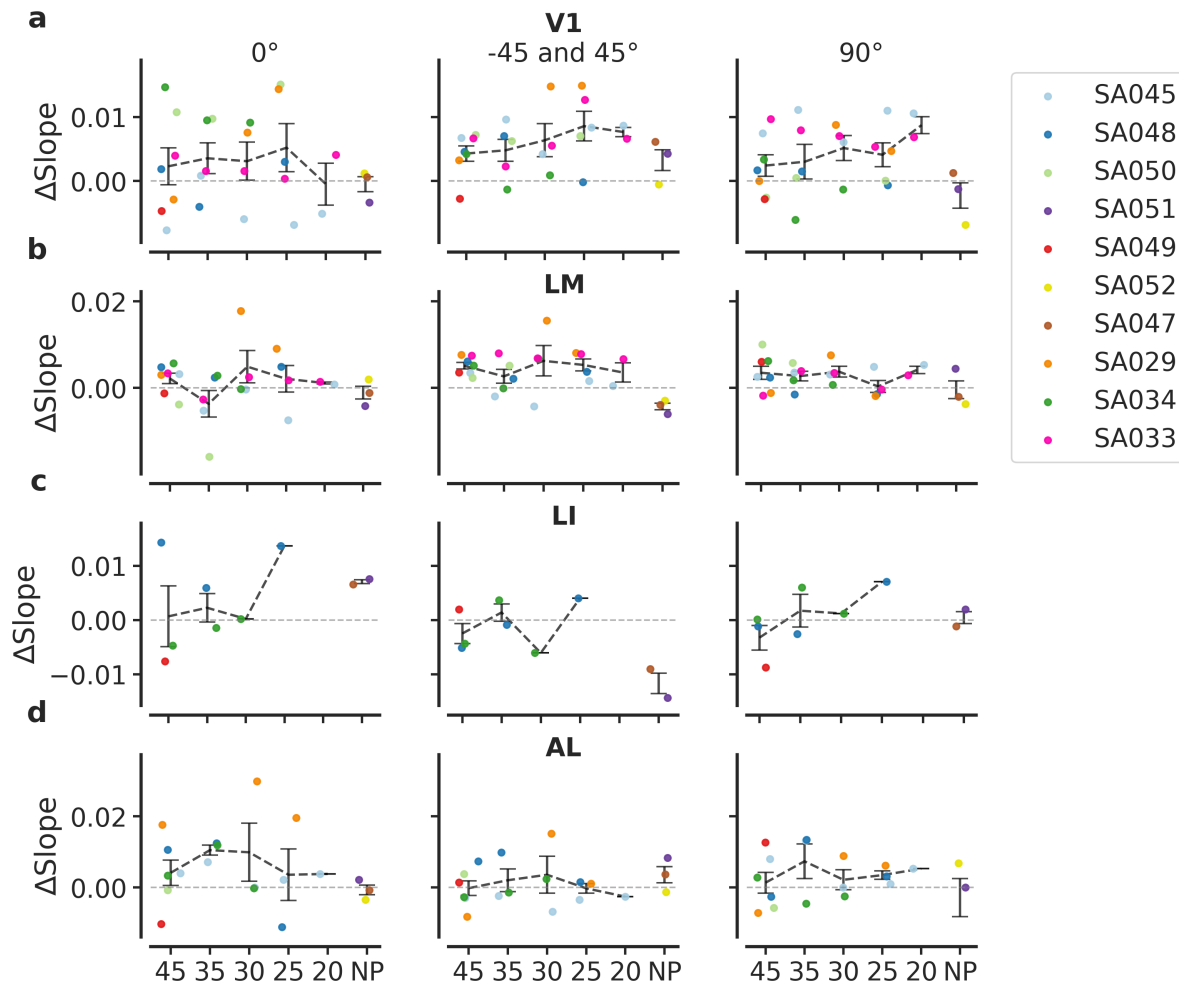 a
V1
0°
-45 and 45°
90°
ΔSlope
0.01
0.00
b
LM
ΔSlope
0.02
0.00
c
LI
ΔSlope
0.01
0.00
−0.01
d
AL
ΔSlope
0.02
0.00
45 35 30 25 20 NP
45 35 30 25 20 NP
45 35 30 25 20 NP
SA045
SA048
SA050
SA051
SA049
SA052
SA047
SA029
SA034
SA033